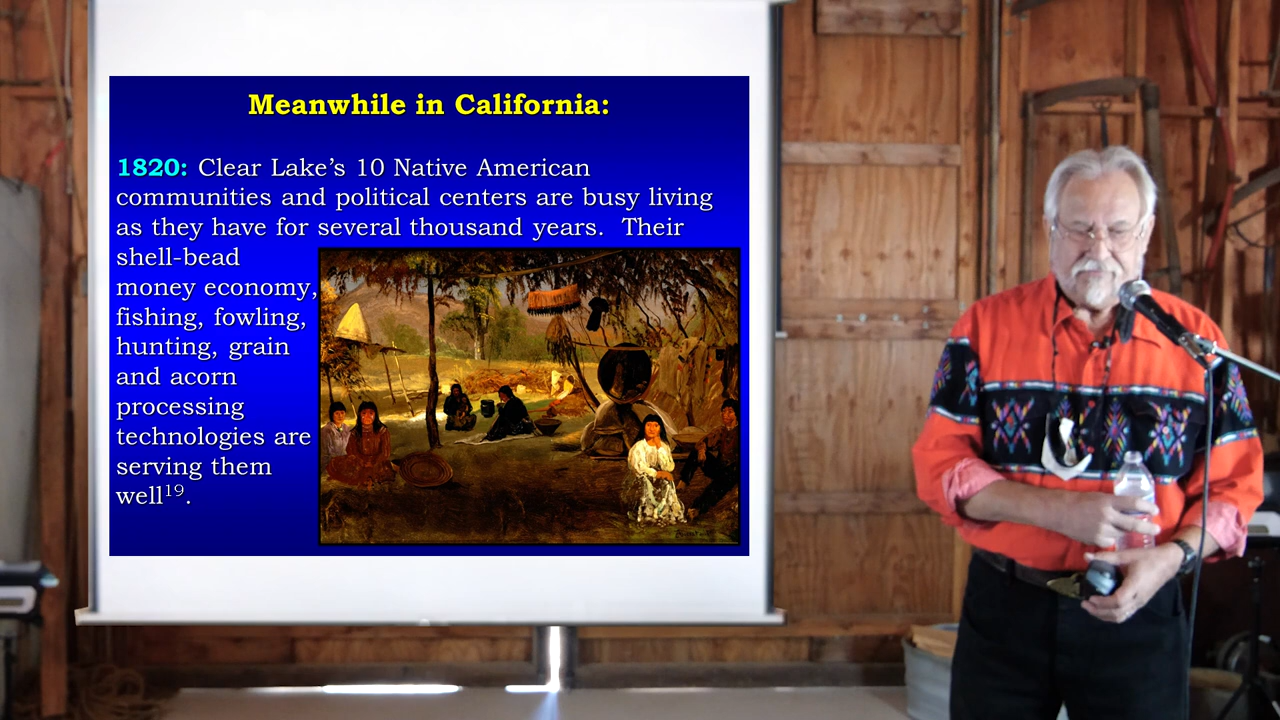 Meanwhile in California:
1820: Clear Lake’s 10 Native American
communities and political centers are busy living
as they have for several thousand years.  Their
shell-bead
money economy,
fishing, fowling,
hunting, grain
and acorn
processing
technologies are
serving them
well¹⁹.